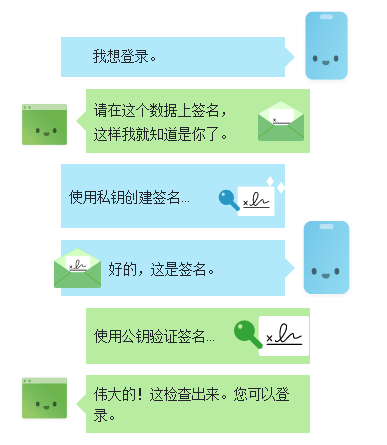 我想登录。
请在这个数据上签名，
这样我就知道是你了。
使用私钥创建签名...
好的，这是签名。
使用公钥验证签名...
伟大的！这检查出来。您可以登
录。